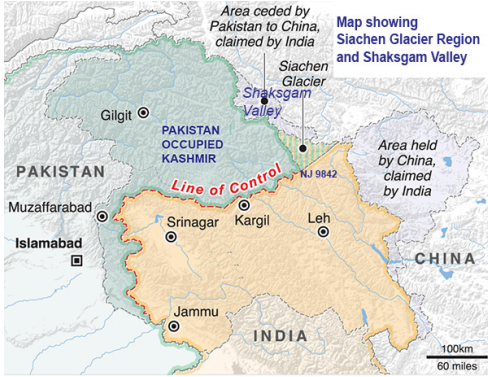 Area ceded by
Pakistan to China,
claimed by India
Map showing
Siachen Glacier Region
and Shaksgam Valley
Siachen
Glacier
Shaksgam
Valley
Gilgit
PAKISTAN
OCCUPIED
KASHMIR
Area held
by China,
claimed
by India
PAKISTAN
Line of Control
NJ 9842
Muzaffarabad
Srinagar
Kargil
Leh
Islamabad
CHINA
Jammu
INDIA
100km
60 miles